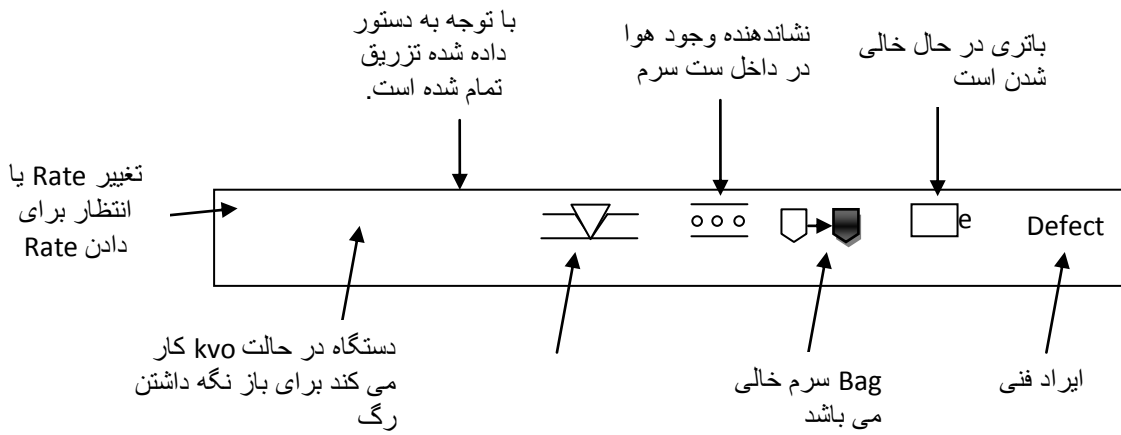 با توجه به دستور
داده شده تزریق
تمام شده است.
نشاندهنده وجود هوا
در داخل ست سرم
باتری در حال خالی
شدن است
تغییر Rate یا
انتظار برای
دادن Rate
e
Defect
دستگاه در حالت kvo کار
می کند برای باز نگه داشتن
رگ
Bag سرم خالی
می باشد
ایراد فنی